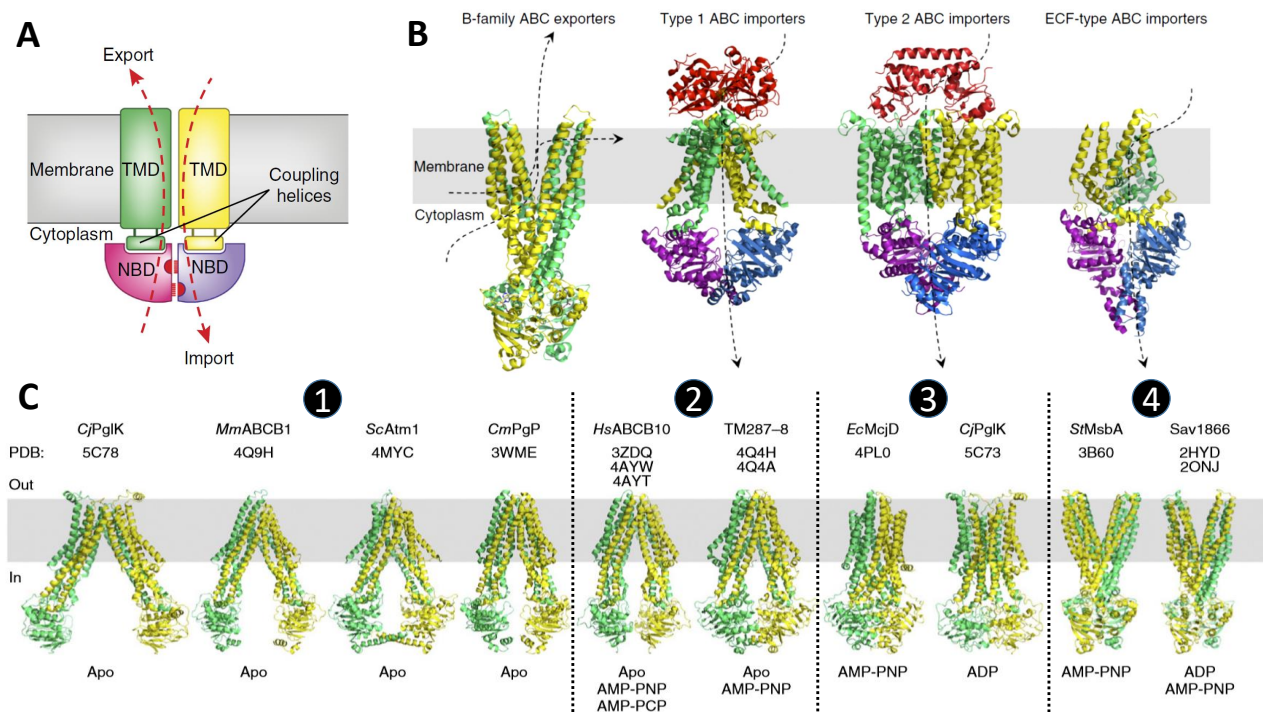 A
Export
Membrane
TMD
TMD
Coupling
helices
Cytoplasm
NBD
NBD
Import
B
B-family ABC exporters
Type 1 ABC importers
Type 2 ABC importers
ECF-type ABC importers
Membrane
Cytoplasm
C
1
2
3
4
CjPglK
MmABCB1
ScAtm1
CmPgP
HsABCB10
TM287–8
EcMcjD
CjPglK
StMsbA
Sav1866
PDB:
5C78
4Q9H
4MYC
3WME
3ZDQ
4AYW
4AYT
4Q4H
4Q4A
4PL0
5C73
3B60
2HYD
2ONJ
Out
In
Apo
Apo
Apo
Apo
Apo
AMP-PNP
AMP-PCP
Apo
AMP-PNP
AMP-PNP
ADP
AMP-PNP
ADP
AMP-PNP